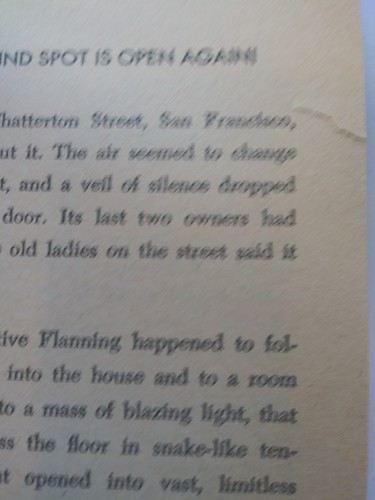 IND SPOT IS OPEN AGAIN!
hatterton Street, San Francisco,
ut it. The air seemed to change
t, and a veil of silence dropped
door. Its last two owners had
old ladies on the street said it
tive Flanning happened to fol-
into the house and to a room
to a mass of blazing light, that
ss the floor in snake-like ten-
t opened into vast, limitless